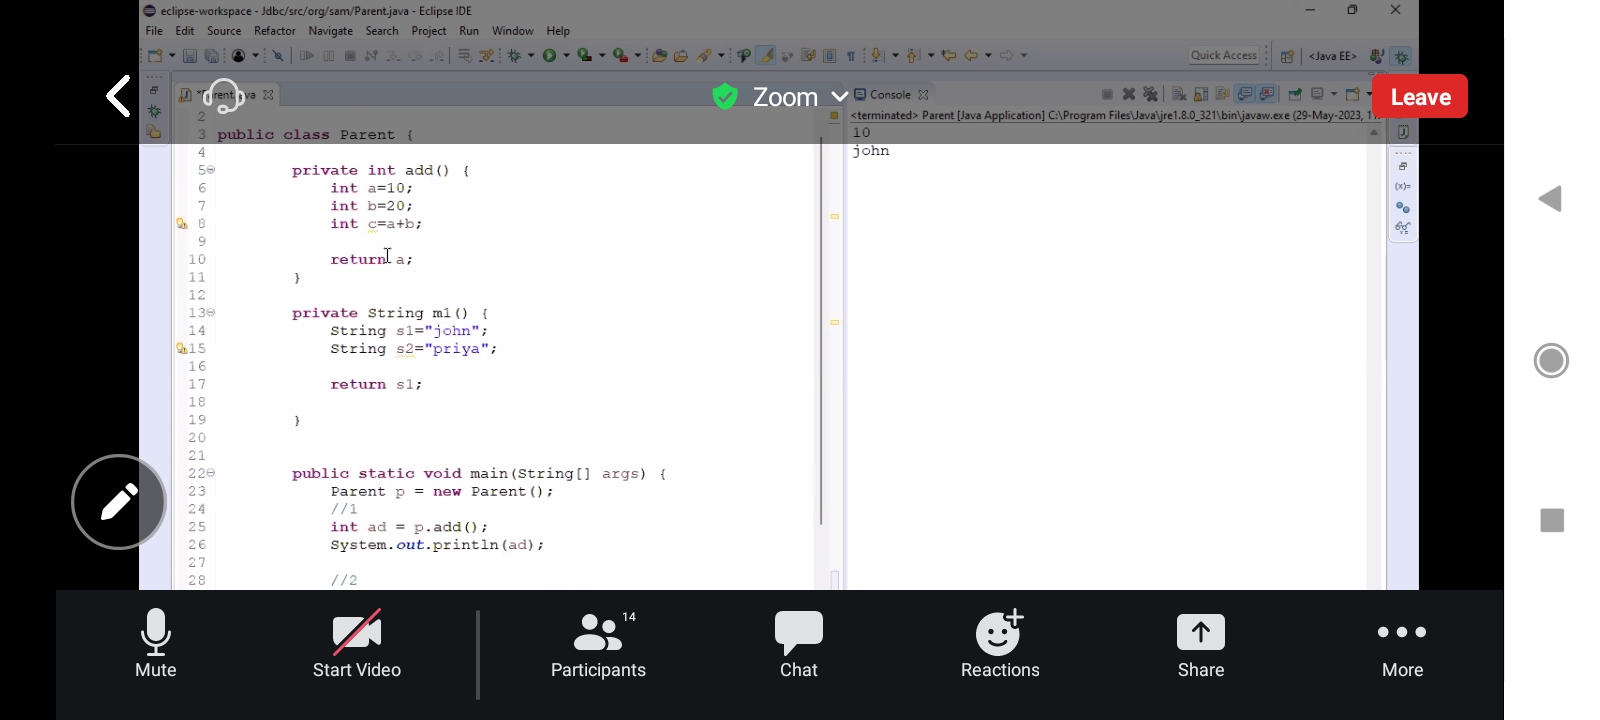 eclipse-workspace - Jdbc/src/org/sam/Parent.java - Eclipse IDE
File Edit Source Refactor Navigate Search Project Run Window Help
Quick Access
<Java EE>
Zoom
Console
Leave
<terminated> Parent [Java Application] C:\Program Files\Java\jre1.8.0_321\bin\javaw.exe (29-May-2023, 1
10
john
2
3 public class Parent {
4
5 private int add() {
6 int a=10;
7 int b=20;
8 int c=a+b;
9
10 return a;
11 }
12
13 private String m1() {
14 String s1="john";
15 String s2="priya";
16
17 return s1;
18
19 }
20
21
22 public static void main(String[] args) {
23 Parent p = new Parent();
24 //1
25 int ad = p.add();
26 System.out.println(ad);
27
28 //2
14
Mute
Start Video
Participants
Chat
Reactions
Share
More